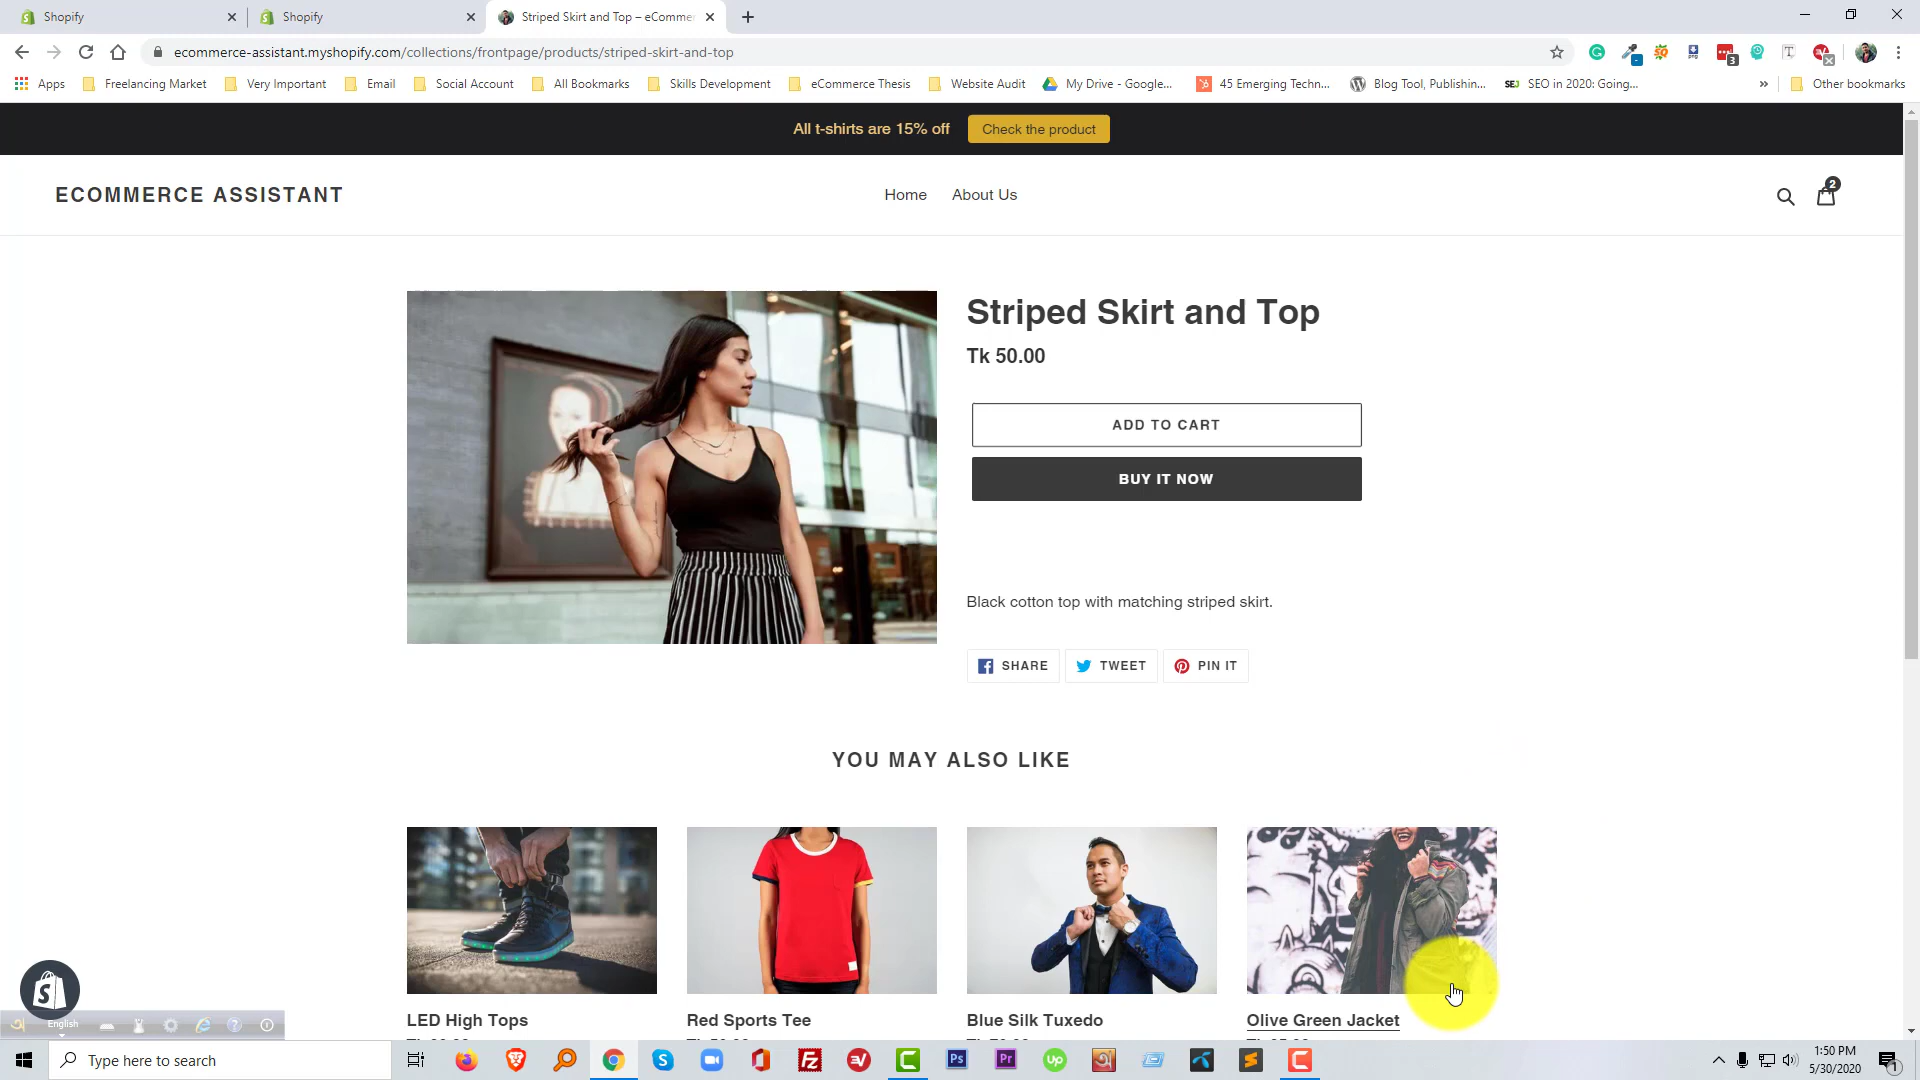 Shopify
Shopify
Striped Skirt and Top – eComme
ecommerce-assistant.myshopify.com/collections/frontpage/products/striped-skirt-and-top
Apps
Freelancing Market
Very Important
Email
Social Account
All Bookmarks
Skills Development
eCommerce Thesis
Website Audit
My Drive - Google...
45 Emerging Techn...
Blog Tool, Publishin...
SEO in 2020: Going...
Other bookmarks
All t-shirts are 15% off
Check the product
ECOMMERCE ASSISTANT
Home
About Us
2
Striped Skirt and Top
Tk 50.00
ADD TO CART
BUY IT NOW
Black cotton top with matching striped skirt.
SHARE
TWEET
PIN IT
YOU MAY ALSO LIKE
LED High Tops
Red Sports Tee
Blue Silk Tuxedo
Olive Green Jacket
English
Type here to search
1:50 PM
5/30/2020